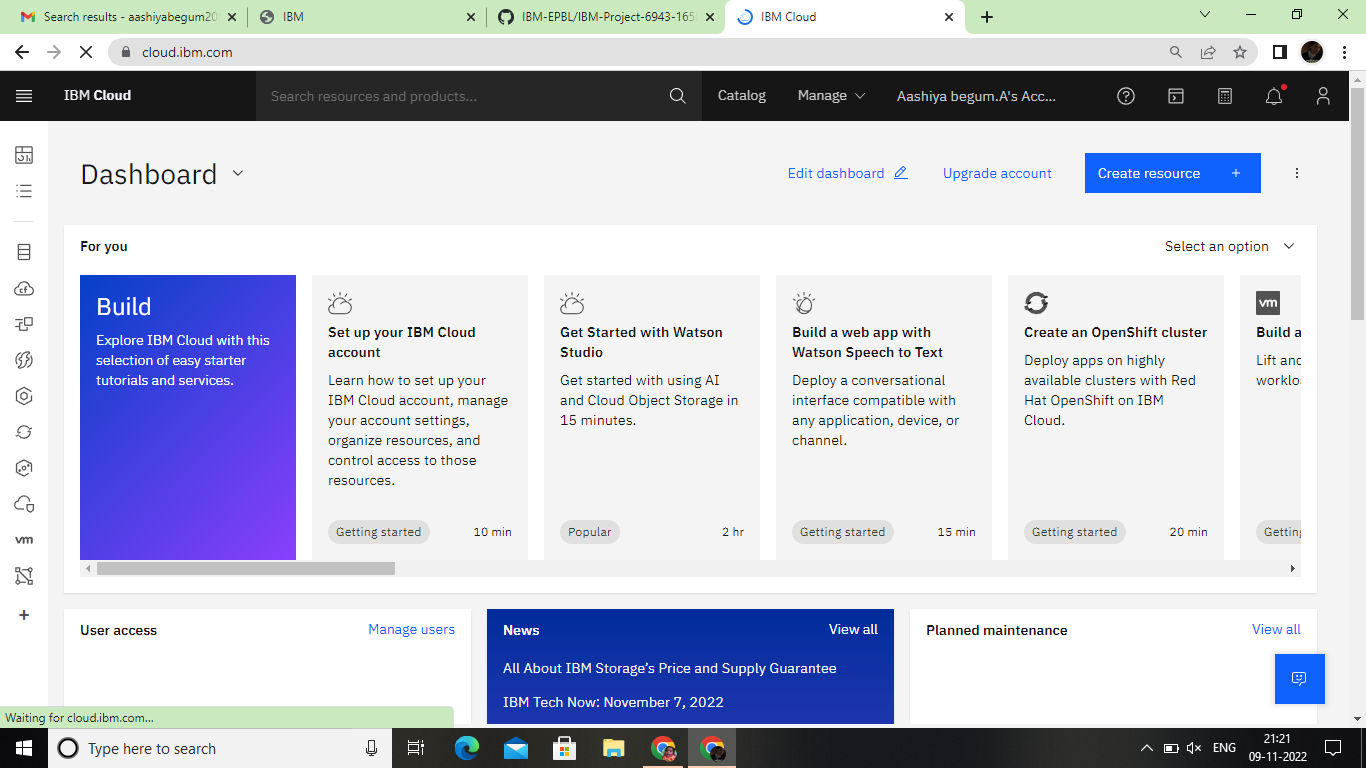 Search results - aashiyabegum20
IBM
IBM-EPBL/IBM-Project-6943-165
IBM Cloud
cloud.ibm.com
IBM Cloud
Search resources and products...
Catalog
Manage
Aashiya begum.A's Acc...
Dashboard
Edit dashboard
Upgrade account
Create resource +
For you
Select an option
Build
Explore IBM Cloud with this
selection of easy starter
tutorials and services.
Set up your IBM Cloud
account
Learn how to set up your
IBM Cloud account, manage
your account settings,
organize resources, and
control access to those
resources.
Getting started 10 min
Get Started with Watson
Studio
Get started with using AI
and Cloud Object Storage in
15 minutes.
Popular 2 hr
Build a web app with
Watson Speech to Text
Deploy a conversational
interface compatible with
any application, device, or
channel.
Getting started 15 min
Create an OpenShift cluster
Deploy apps on highly
available clusters with Red
Hat OpenShift on IBM
Cloud.
Getting started 20 min
vm
Build a
Lift and
worklo
Getting
cf
vm
User access
Manage users
News
View all
All About IBM Storage's Price and Supply Guarantee
IBM Tech Now: November 7, 2022
Planned maintenance
View all
Waiting for cloud.ibm.com...
Type here to search
ENG
21:21
09-11-2022